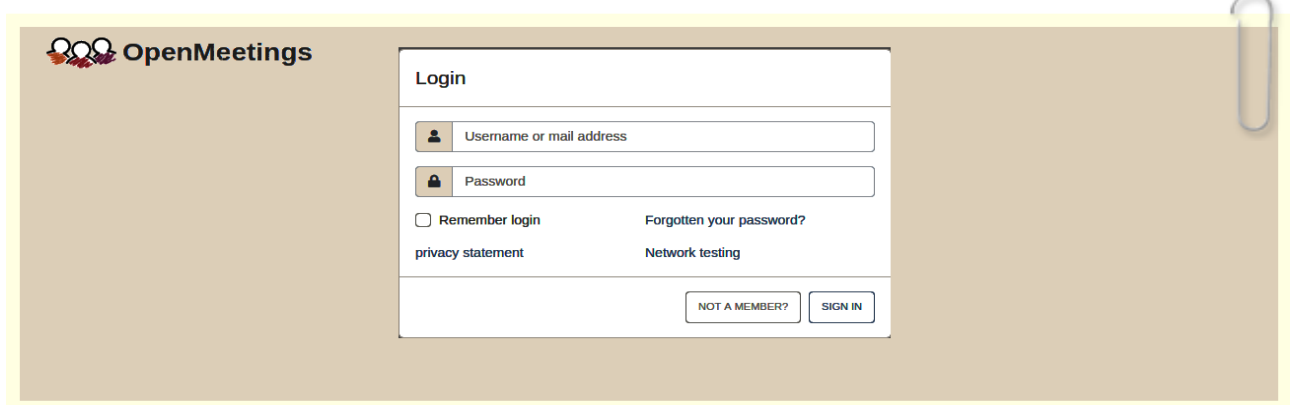 OpenMeetings
Login
Username or mail address
Password
Remember login Forgotten your password?
privacy statement Network testing
NOT A MEMBER? SIGN IN